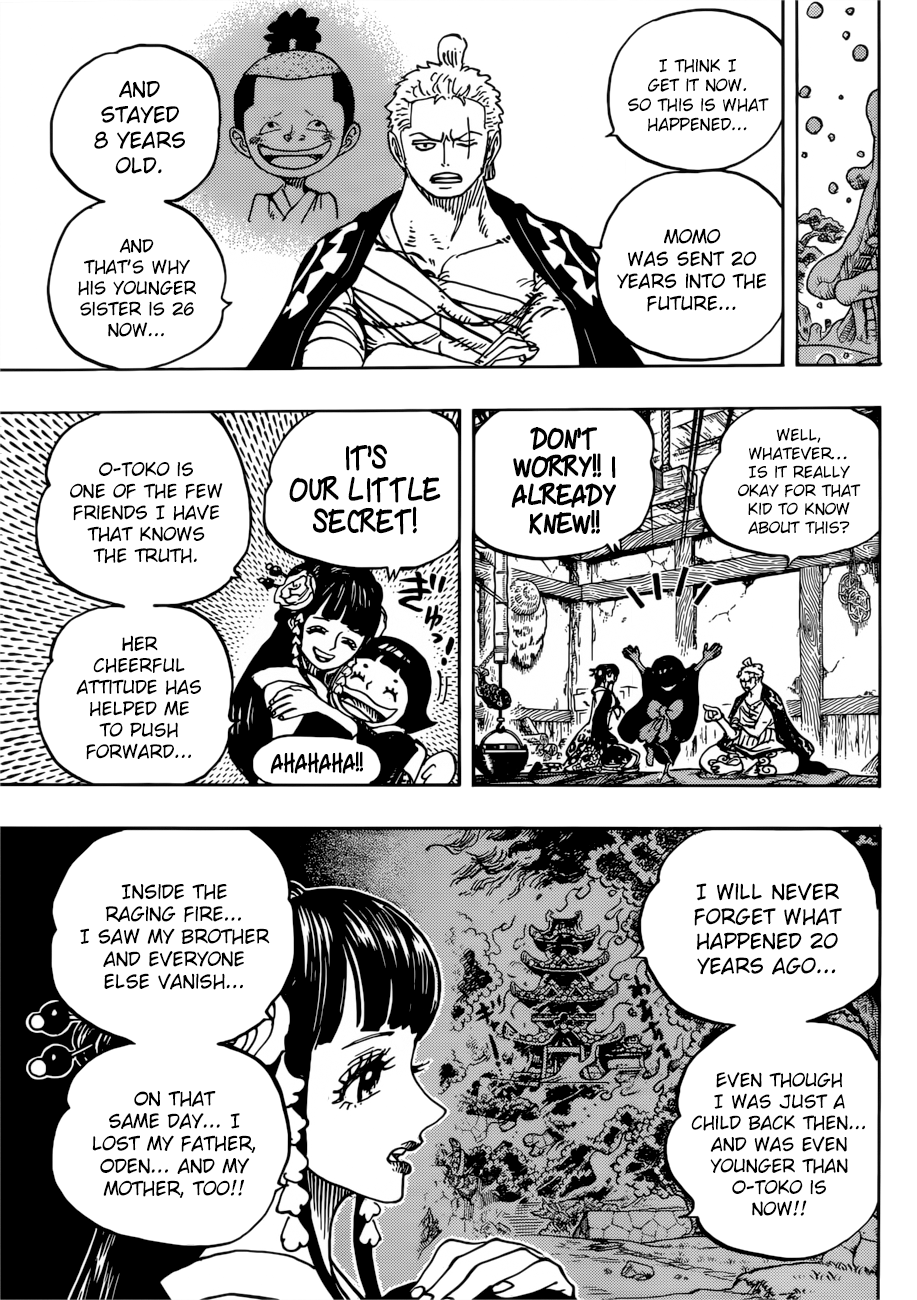 I THINK I
GET IT NOW.
SO THIS IS WHAT
HAPPENED...
MOMO
WAS SENT 20
YEARS INTO THE
FUTURE...
AND
STAYED
8 YEARS
OLD.
AND
THAT'S WHY
HIS YOUNGER
SISTER IS 26
NOW...
WELL,
WHATEVER...
IS IT REALLY
OKAY FOR THAT
KID TO KNOW
ABOUT THIS?
DON'T
WORRY!! I
ALREADY
KNEW!!
IT'S
OUR LITTLE
SECRET!
O-TOKO IS
ONE OF THE FEW
FRIENDS I HAVE
THAT KNOWS
THE TRUTH.
HER
CHEERFUL
ATTITUDE HAS
HELPED ME
TO PUSH
FORWARD...
ぎゅっ!
AHAHAHA!!
I WILL NEVER
FORGET WHAT
HAPPENED 20
YEARS AGO...
EVEN THOUGH
I WAS JUST A
CHILD BACK THEN...
AND WAS EVEN
YOUNGER THAN
O-TOKO IS
NOW!!
INSIDE THE
RAGING FIRE...
I SAW MY BROTHER
AND EVERYONE
ELSE VANISH...
ON THAT
SAME DAY... I
LOST MY FATHER,
ODEN... AND MY
MOTHER, TOO!!